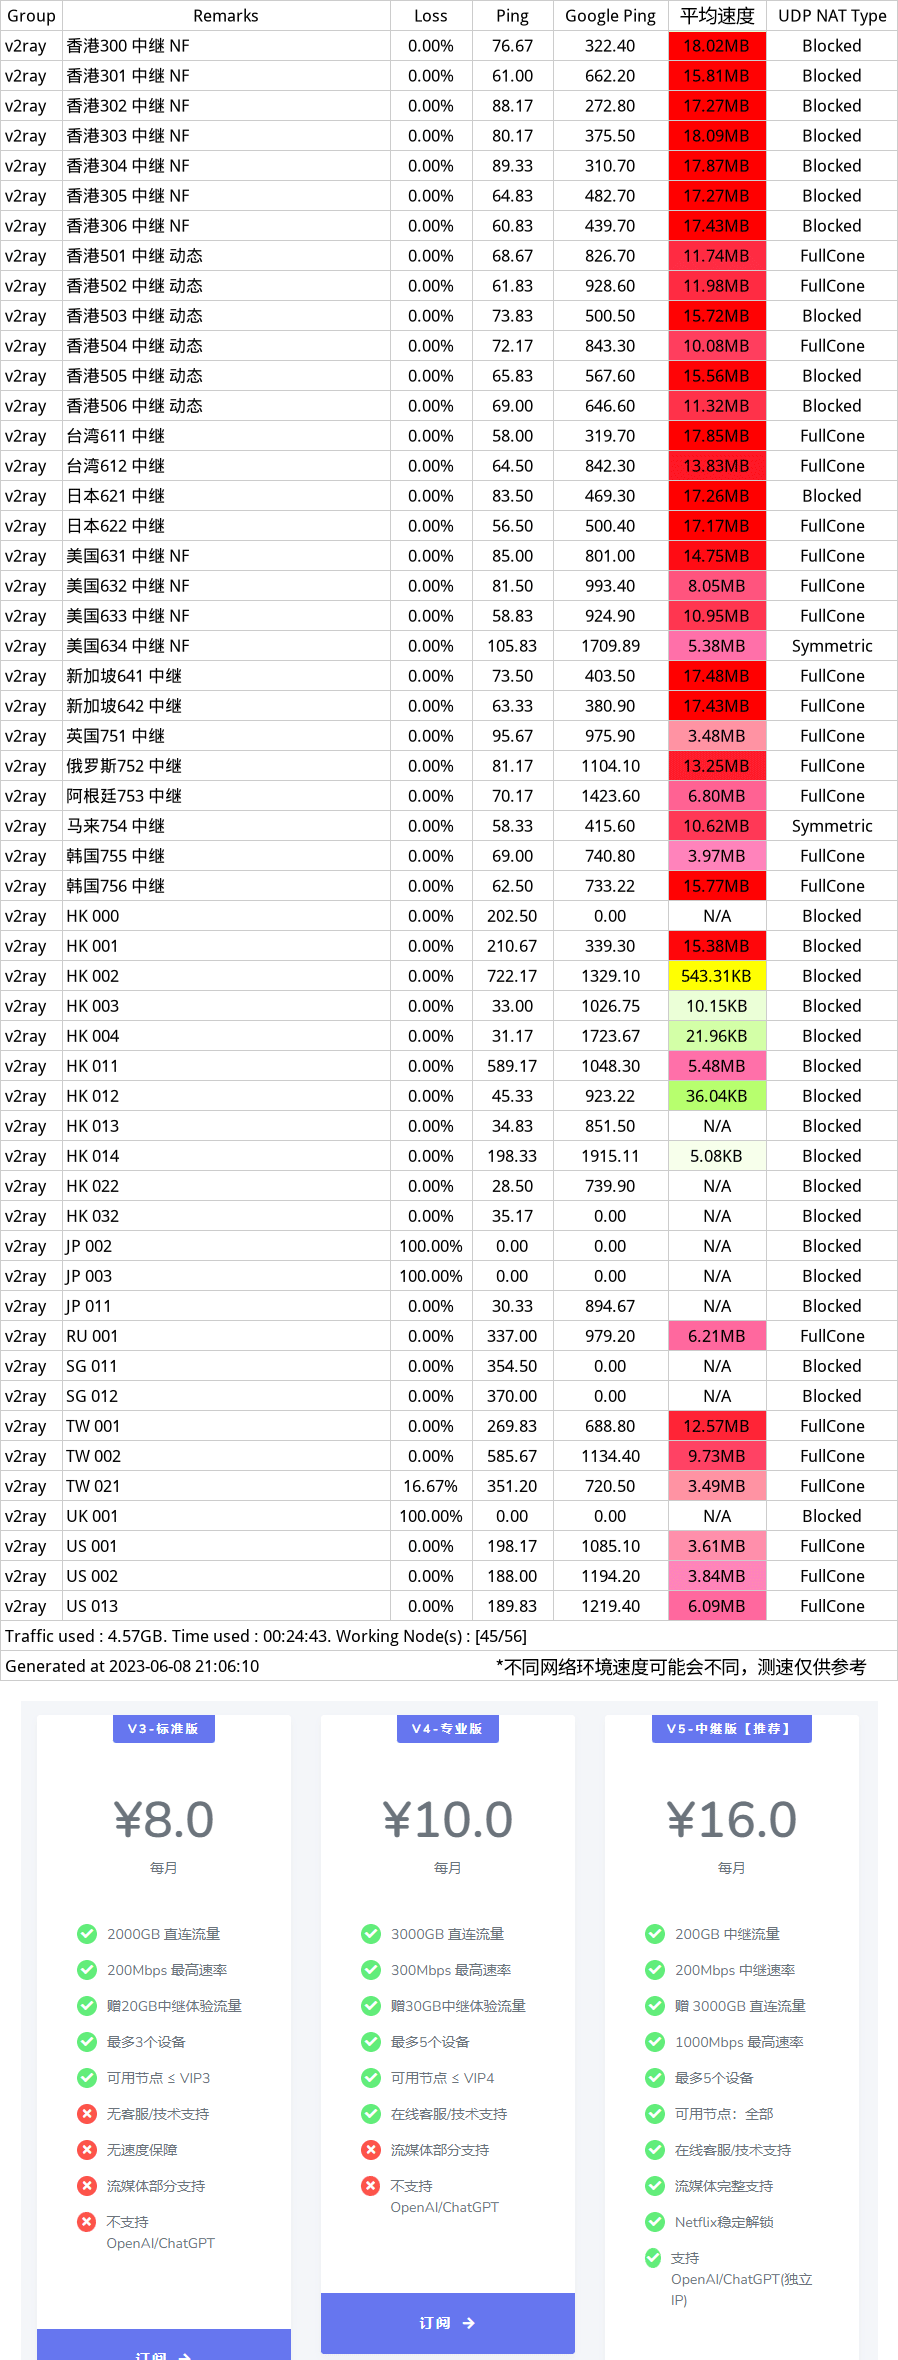 Group Remarks Loss Ping Google Ping 平均速度 UDP NAT Type
v2ray 香港300 中继 NF 0.00% 76.67 322.40 18.02MB Blocked
v2ray 香港301 中继 NF 0.00% 61.00 662.20 15.81MB Blocked
v2ray 香港302 中继 NF 0.00% 88.17 272.80 17.27MB Blocked
v2ray 香港303 中继 NF 0.00% 80.17 375.50 18.09MB Blocked
v2ray 香港304 中继 NF 0.00% 89.33 310.70 17.87MB Blocked
v2ray 香港305 中继 NF 0.00% 64.83 482.70 17.27MB Blocked
v2ray 香港306 中继 NF 0.00% 60.83 439.70 17.43MB Blocked
v2ray 香港501 中继 动态 0.00% 68.67 826.70 11.74MB FullCone
v2ray 香港502 中继 动态 0.00% 61.83 928.60 11.98MB FullCone
v2ray 香港503 中继 动态 0.00% 73.83 500.50 15.72MB Blocked
v2ray 香港504 中继 动态 0.00% 72.17 843.30 10.08MB FullCone
v2ray 香港505 中继 动态 0.00% 65.83 567.60 15.56MB Blocked
v2ray 香港506 中继 动态 0.00% 69.00 646.60 11.32MB Blocked
v2ray 台湾611 中继 0.00% 58.00 319.70 17.85MB FullCone
v2ray 台湾612 中继 0.00% 64.50 842.30 13.83MB FullCone
v2ray 日本621 中继 0.00% 83.50 469.30 17.26MB Blocked
v2ray 日本622 中继 0.00% 56.50 500.40 17.17MB FullCone
v2ray 美国631 中继 NF 0.00% 85.00 801.00 14.75MB FullCone
v2ray 美国632 中继 NF 0.00% 81.50 993.40 8.05MB FullCone
v2ray 美国633 中继 NF 0.00% 58.83 924.90 10.95MB FullCone
v2ray 美国634 中继 NF 0.00% 105.83 1709.89 5.38MB Symmetric
v2ray 新加坡641 中继 0.00% 73.50 403.50 17.48MB FullCone
v2ray 新加坡642 中继 0.00% 63.33 380.90 17.43MB FullCone
v2ray 英国751 中继 0.00% 95.67 975.90 3.48MB FullCone
v2ray 俄罗斯752 中继 0.00% 81.17 1104.10 13.25MB FullCone
v2ray 阿根廷753 中继 0.00% 70.17 1423.60 6.80MB FullCone
v2ray 马来754 中继 0.00% 58.33 415.60 10.62MB Symmetric
v2ray 韩国755 中继 0.00% 69.00 740.80 3.97MB FullCone
v2ray 韩国756 中继 0.00% 62.50 733.22 15.77MB FullCone
v2ray HK 000 0.00% 202.50 0.00 N/A Blocked
v2ray HK 001 0.00% 210.67 339.30 15.38MB Blocked
v2ray HK 002 0.00% 722.17 1329.10 543.31KB Blocked
v2ray HK 003 0.00% 33.00 1026.75 10.15KB Blocked
v2ray HK 004 0.00% 31.17 1723.67 21.96KB Blocked
v2ray HK 011 0.00% 589.17 1048.30 5.48MB Blocked
v2ray HK 012 0.00% 45.33 923.22 36.04KB Blocked
v2ray HK 013 0.00% 34.83 851.50 N/A Blocked
v2ray HK 014 0.00% 198.33 1915.11 5.08KB Blocked
v2ray HK 022 0.00% 28.50 739.90 N/A Blocked
v2ray HK 032 0.00% 35.17 0.00 N/A Blocked
v2ray JP 002 100.00% 0.00 0.00 N/A Blocked
v2ray JP 003 100.00% 0.00 0.00 N/A Blocked
v2ray JP 011 0.00% 30.33 894.67 N/A Blocked
v2ray RU 001 0.00% 337.00 979.20 6.21MB FullCone
v2ray SG 011 0.00% 354.50 0.00 N/A Blocked
v2ray SG 012 0.00% 370.00 0.00 N/A Blocked
v2ray TW 001 0.00% 269.83 688.80 12.57MB FullCone
v2ray TW 002 0.00% 585.67 1134.40 9.73MB FullCone
v2ray TW 021 16.67% 351.20 720.50 3.49MB FullCone
v2ray UK 001 100.00% 0.00 0.00 N/A Blocked
v2ray US 001 0.00% 198.17 1085.10 3.61MB FullCone
v2ray US 002 0.00% 188.00 1194.20 3.84MB FullCone
v2ray US 013 0.00% 189.83 1219.40 6.09MB FullCone
Traffic used : 4.57GB. Time used : 00:24:43. Working Node(s) : [45/56]
Generated at 2023-06-08 21:06:10 *不同网络环境速度可能会不同，测速仅供参考
V3-标准版
¥8.0
每月
2000GB 直连流量
200Mbps 最高速率
赠20GB中继体验流量
最多3个设备
可用节点 ≤ VIP3
无客服/技术支持
无速度保障
流媒体部分支持
不支持
OpenAI/ChatGPT
订阅 →
V4-专业版
¥10.0
每月
3000GB 直连流量
300Mbps 最高速率
赠30GB中继体验流量
最多5个设备
可用节点 ≤ VIP4
在线客服/技术支持
流媒体部分支持
不支持
OpenAI/ChatGPT
订阅 →
V5-中继版【推荐】
¥16.0
每月
200GB 中继流量
200Mbps 中继速率
赠 3000GB 直连流量
1000Mbps 最高速率
最多5个设备
可用节点：全部
在线客服/技术支持
流媒体完整支持
Netflix稳定解锁
支持
OpenAI/ChatGPT(独立
IP)